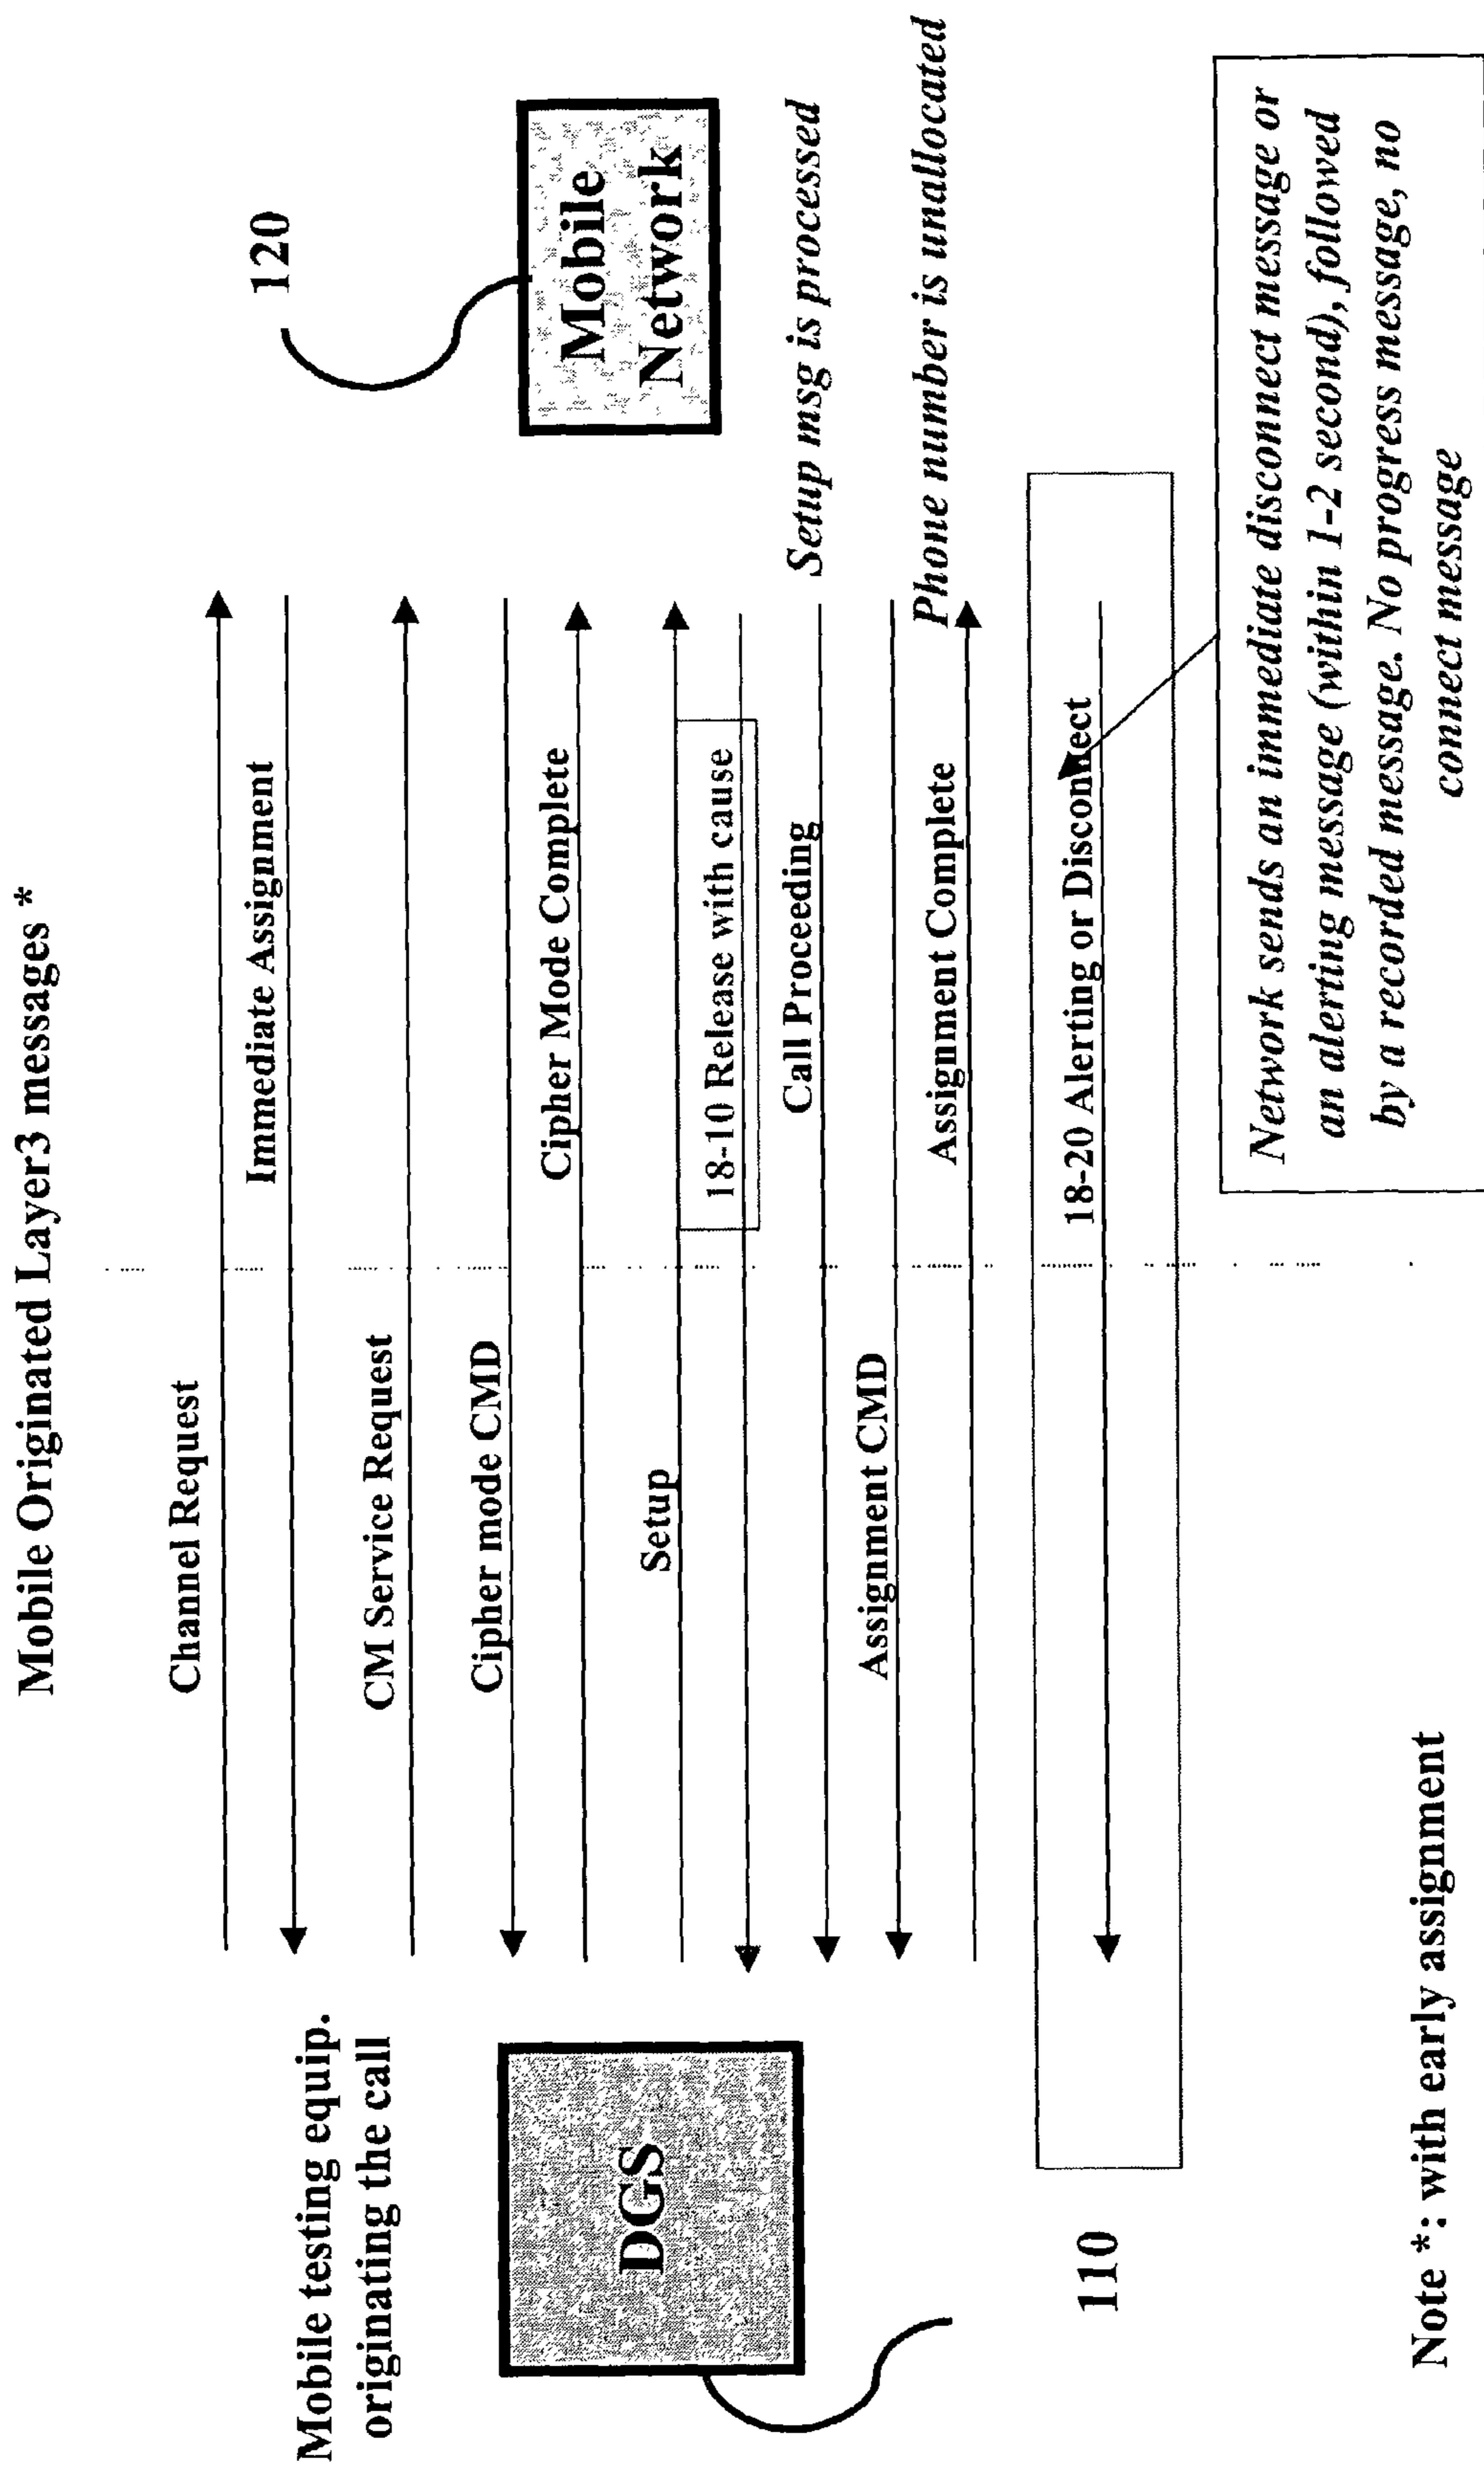 Mobile Originated Layer3 messages *
Mobile testing equip.
originating the call
DGS
110
120
Mobile
Network
Channel Request
Immediate Assignment
CM Service Request
Cipher mode CMD
Cipher Mode Complete
Setup
18-10 Release with cause
Setup msg is processed
Call Proceeding
Assignment CMD
Phone number is unallocated
Assignment Complete
18-20 Alerting or Disconnect
Network sends an immediate disconnect message or
an alerting message (within 1-2 second), followed
by a recorded message. No progress message, no
connect message
Note *: with early assignment